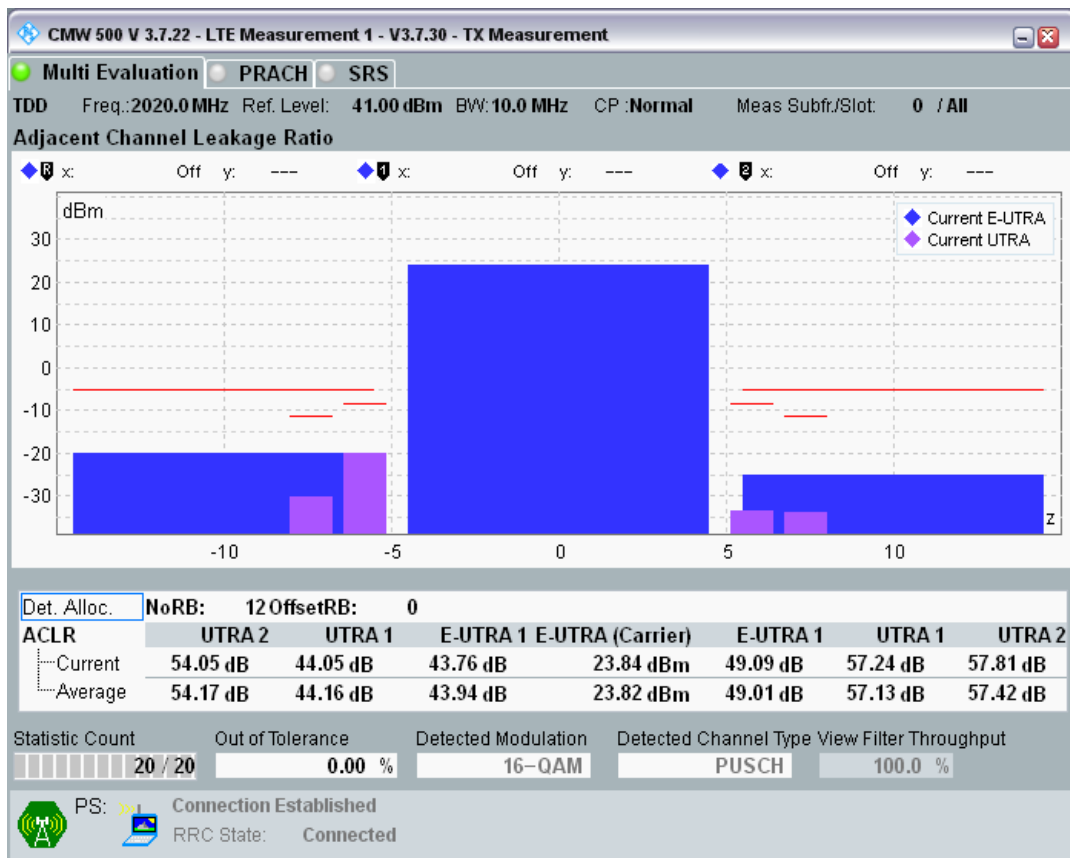 CMW 500 V 3.7.22 - LTE Measurement 1 - V3.7.30 - TX Measurement
Multi Evaluation PRACH SRS
TDD Freq.:2020.0 MHz Ref. Level: 41.00 dBm BW:10.0 MHz CP :Normal Meas Subfr./Slot: 0 / All
Adjacent Channel Leakage Ratio
R x: Off y: --- 1 x: Off y: --- 2 x: Off y: ---
dBm
Current E-UTRA
Current UTRA
30
20
10
0
-10
-20
-30
z
-10 -5 0 5 10
Det. Alloc. NoRB: 12 OffsetRB: 0
ACLR UTRA 2 UTRA 1 E-UTRA 1 E-UTRA (Carrier) E-UTRA 1 UTRA 1 UTRA 2
Current 54.05 dB 44.05 dB 43.76 dB 23.84 dBm 49.09 dB 57.24 dB 57.81 dB
Average 54.17 dB 44.16 dB 43.94 dB 23.82 dBm 49.01 dB 57.13 dB 57.42 dB
Statistic Count Out of Tolerance Detected Modulation Detected Channel Type View Filter Throughput
20 / 20 0.00 % 16-QAM PUSCH 100.0 %
PS: Connection Established
RRC State: Connected